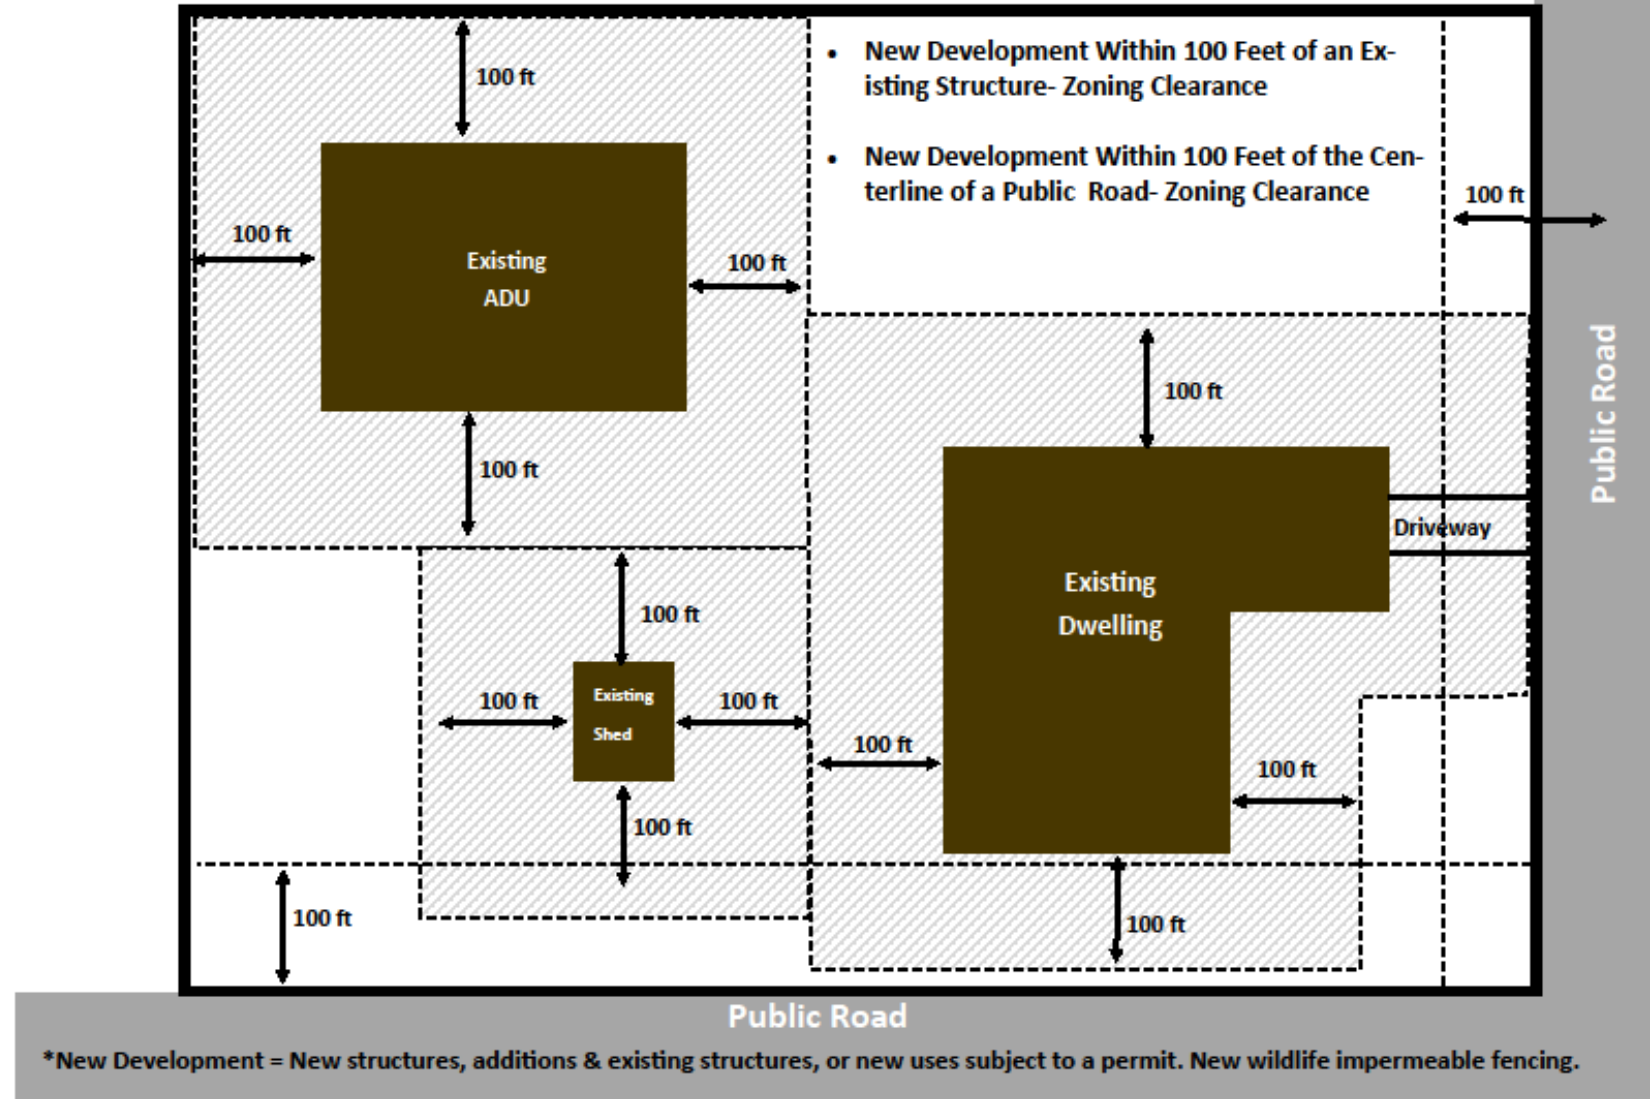 100 ft
• New Development Within 100 Feet of an Ex-
isting Structure- Zoning Clearance
• New Development Within 100 Feet of the Cen-
terline of a Public Road- Zoning Clearance
100 ft
100 ft
100 ft
Existing
ADU
100 ft
Public Road
100 ft
100 ft
Driveway
Existing
Dwelling
100 ft
100 ft
Existing
Shed
100 ft
100 ft
100 ft
100 ft
100 ft
100 ft
Public Road
*New Development = New structures, additions & existing structures, or new uses subject to a permit. New wildlife impermeable fencing.